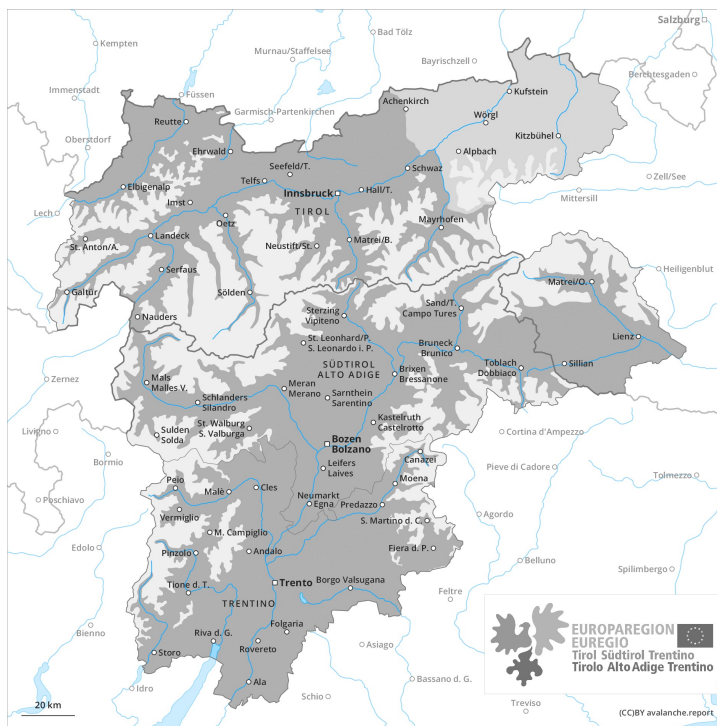 Salzburg
Kempten
Bad Tölz
Murnau/Staffelsee
Bayrischzell
Berchtesgaden
Immenstadt
Füssen
Achenkirch
Kufstein
Garmisch-Partenkirchen
Reutte
Wörgl
Oberstdorf
Kitzbühel
Ehrwald
Alpbach
Seefeld/T.
Schwaz
Zell/See
Telfs
Elbigenalp
Innsbruck
Hall/T.
Mittersill
Imst
Lech
TIROL
Oetz
Mayrhofen
Landeck
Matrei/B.
St. Anton/A.
Neustift/St.
Serfaus
Heiligenblut
Matrei/O.
Galtür
Sölden
Sand/T.
Campo Tures
Nauders
Sterzing
Vipiteno
Lienz
St. Leonhard/P.
S. Leonardo i. P.
Bruneck
Brunico
Toblach
Dobbiaco
Sillian
SÜDTIROL
ALTO ADIGE
Brixen
Bressanone
Zernez
Mals
Malles V.
Meran
Merano
Sarnthein
Sarentino
Schlanders
Silandro
St. Walburg
S. Valburga
Kastelruth
Castelrotto
Livigno
Sulden
Solda
Cortina d'Ampezzo
Bozen
Bolzano
Bormio
Canazei
Pieve di Cadore
Leifers
Laives
Tolmezzo
Peio
Malè
Cles
Moena
Poschiavo
Neumarkt
Egna
Predazzo
Vermiglio
Agordo
S. Martino d. C.
M. Campiglio
Edolo
Pinzolo
Andalo
Fiera d. P.
Belluno
Spilimbergo
Tione d. T.
Trento
Borgo Valsugana
Feltre
TRENTINO
Folgaria
Bienno
Riva d. G.
Rovereto
Asiago
Storo
Ala
Idro
Schio
Bassano d. G.
Treviso
EUROPAREGION
EUREGIO
Tirol Südtirol Trentino
Tirolo Alto Adige Trentino
20 km
(CC)BY avalanche.report